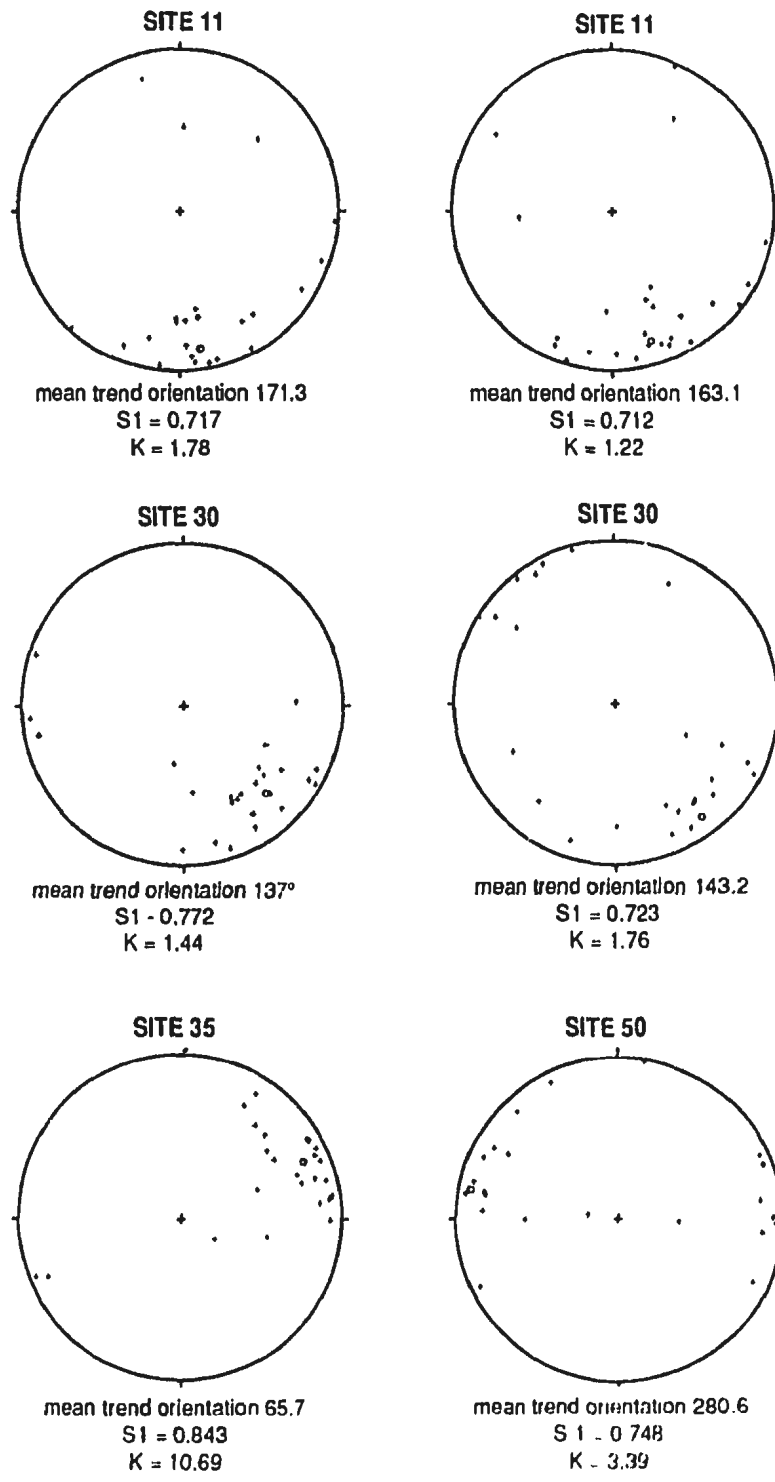 SITE 11
mean trend orientation 171.3
S1 = 0.717
K = 1.78
SITE 11
mean trend orientation 163.1
S1 = 0.712
K = 1.22
SITE 30
mean trend orientation 137°
S1 - 0.772
K = 1.44
SITE 30
mean trend orientation 143.2
S1 = 0.723
K = 1.76
SITE 35
mean trend orientation 65.7
S1 = 0.843
K = 10.69
SITE 50
mean trend orientation 280.6
S 1 - 0 748
K - 3.39